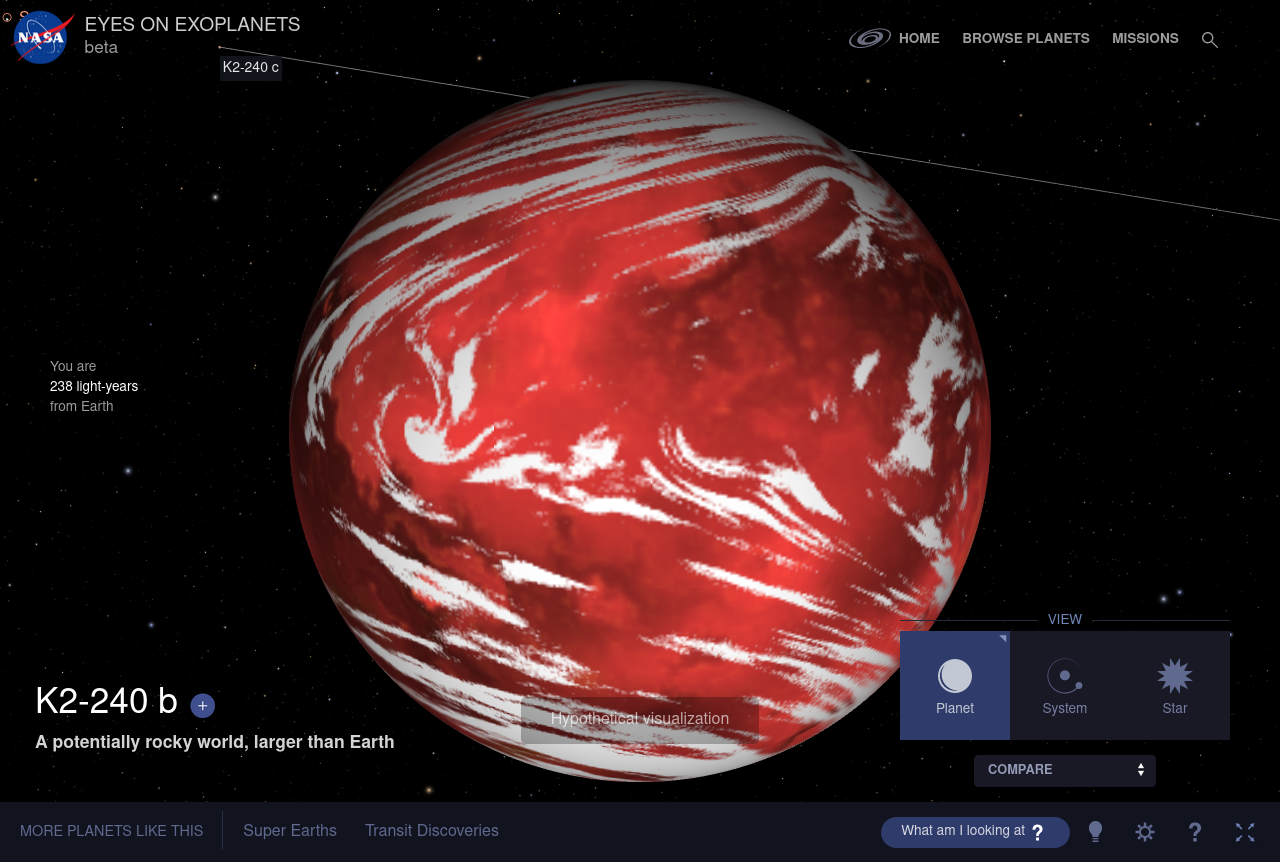 NASA
EYES ON EXOPLANETS
beta
HOME
BROWSE PLANETS
MISSIONS
K2-240 c
You are
238 light-years
from Earth
VIEW
Planet
System
Star
K2-240 b +
A potentially rocky world, larger than Earth
Hypothetical visualization
COMPARE
MORE PLANETS LIKE THIS
Super Earths
Transit Discoveries
What am I looking at ?
?